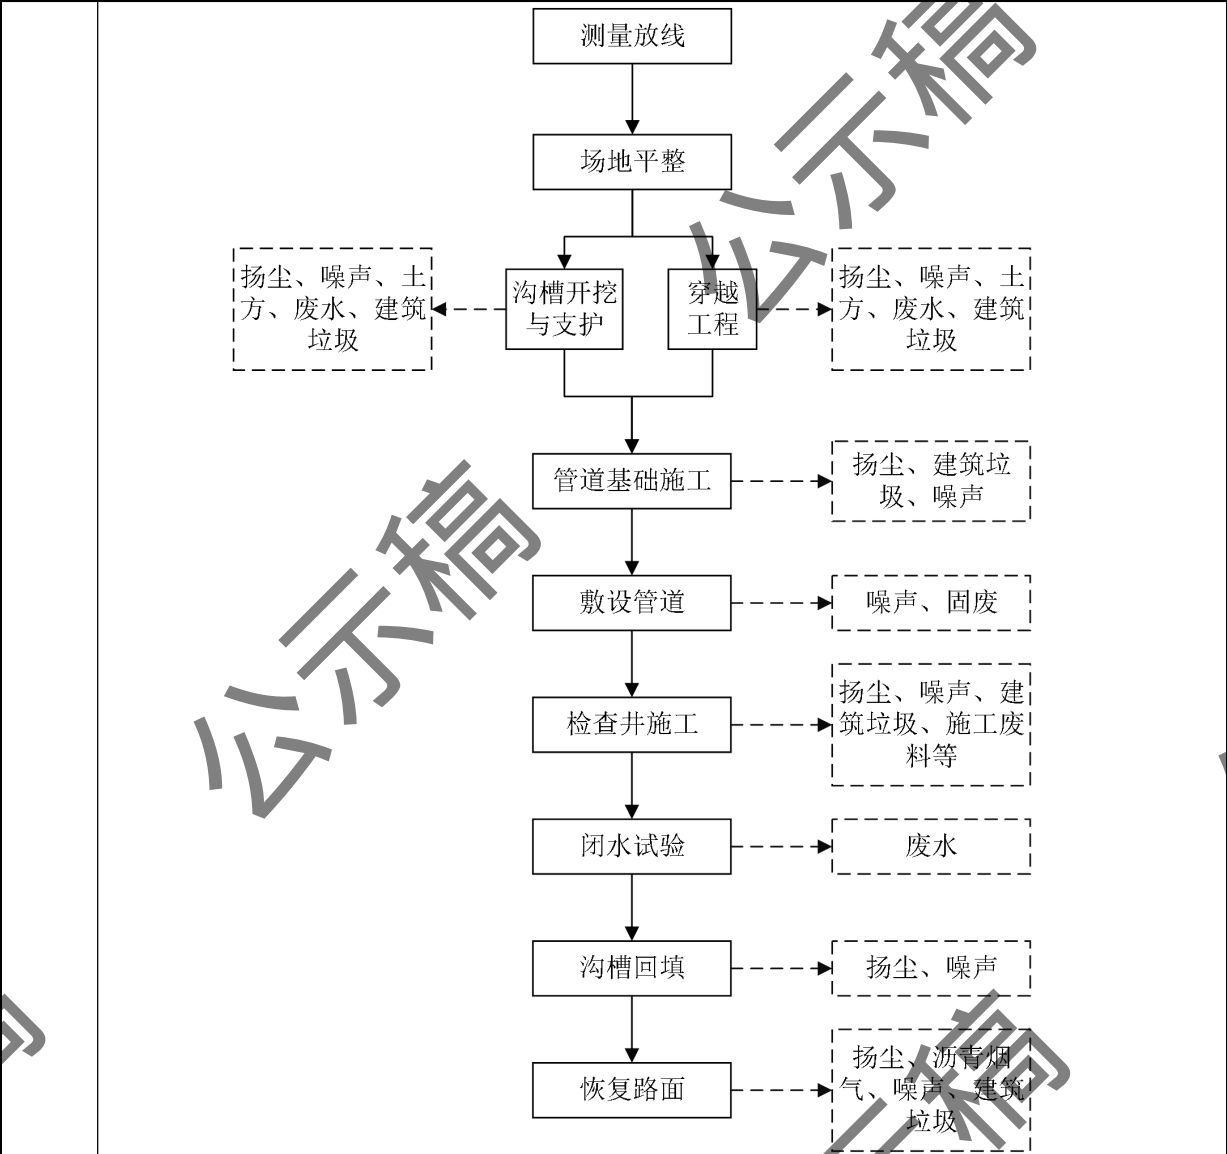 测量放线
场地平整
扬尘、噪声、土
方、废水、建筑
垃圾
沟槽开挖
与支护
穿越
工程
扬尘、噪声、土
方、废水、建筑
垃圾
管道基础施工
扬尘、建筑垃
圾、噪声
敷设管道
噪声、固废
检查井施工
扬尘、噪声、建
筑垃圾、施工废
料等
闭水试验
废水
沟槽回填
扬尘、噪声
恢复路面
扬尘、沥青烟
气、噪声、建筑
垃圾
公示稿
公示稿
示稿
稿